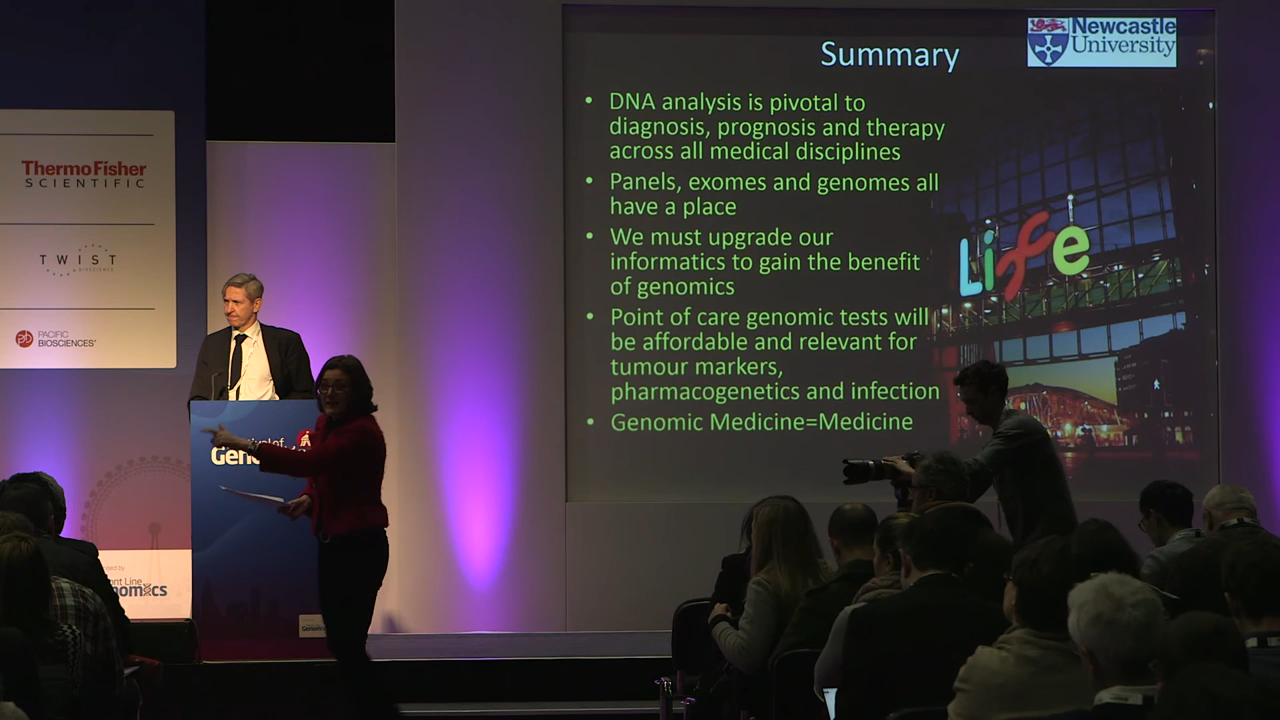 ThermoFisher
SCIENTIFIC
TWIST
BIOSCIENCE
PACIFIC
BIOSCIENCES
Summary
Newcastle
University
• DNA analysis is pivotal to
diagnosis, prognosis and therapy
across all medical disciplines
• Panels, exomes and genomes all
have a place
• We must upgrade our
informatics to gain the benefit
of genomics
• Point of care genomic tests will
be affordable and relevant for
tumour markers,
pharmacogenetics and infection
• Genomic Medicine=Medicine
Life